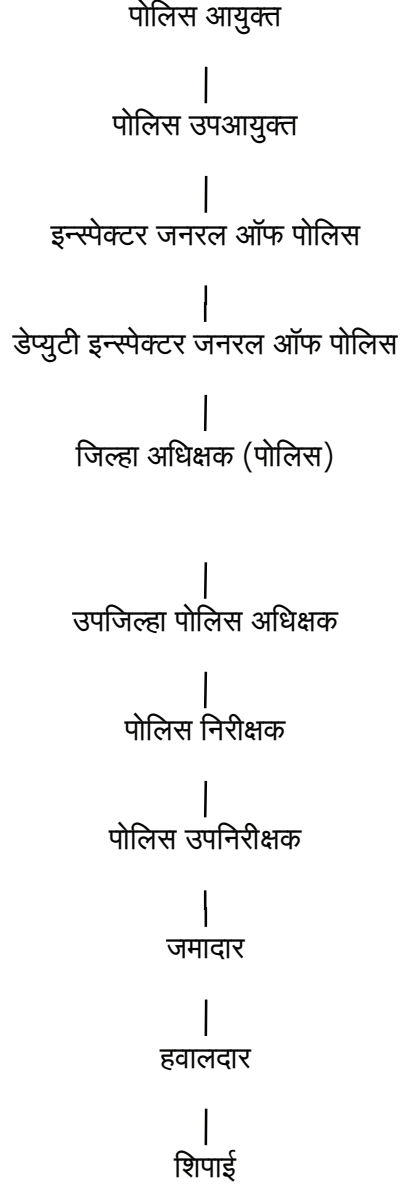 पोलिस आयुक्त
पोलिस उपआयुक्त
इन्स्पेक्टर जनरल ऑफ पोलिस
डेप्युटी इन्स्पेक्टर जनरल ऑफ पोलिस
जिल्हा अधिक्षक (पोलिस)
उपजिल्हा पोलिस अधिक्षक
पोलिस निरीक्षक
पोलिस उपनिरीक्षक
जमादार
हवालदार
शिपाई